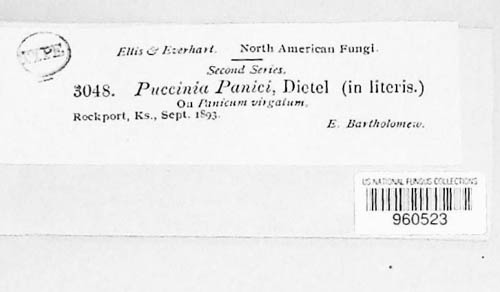 TYPE
Ellis & Everhart. North American Fungi.
Second Series.
3048. Puccinia Panici, Dietel (in literis.)
On Panicum virgatum.
Rockport, Ks., Sept. 1893.
E. Bartholomew.
US NATIONAL FUNGUS COLLECTIONS
960523